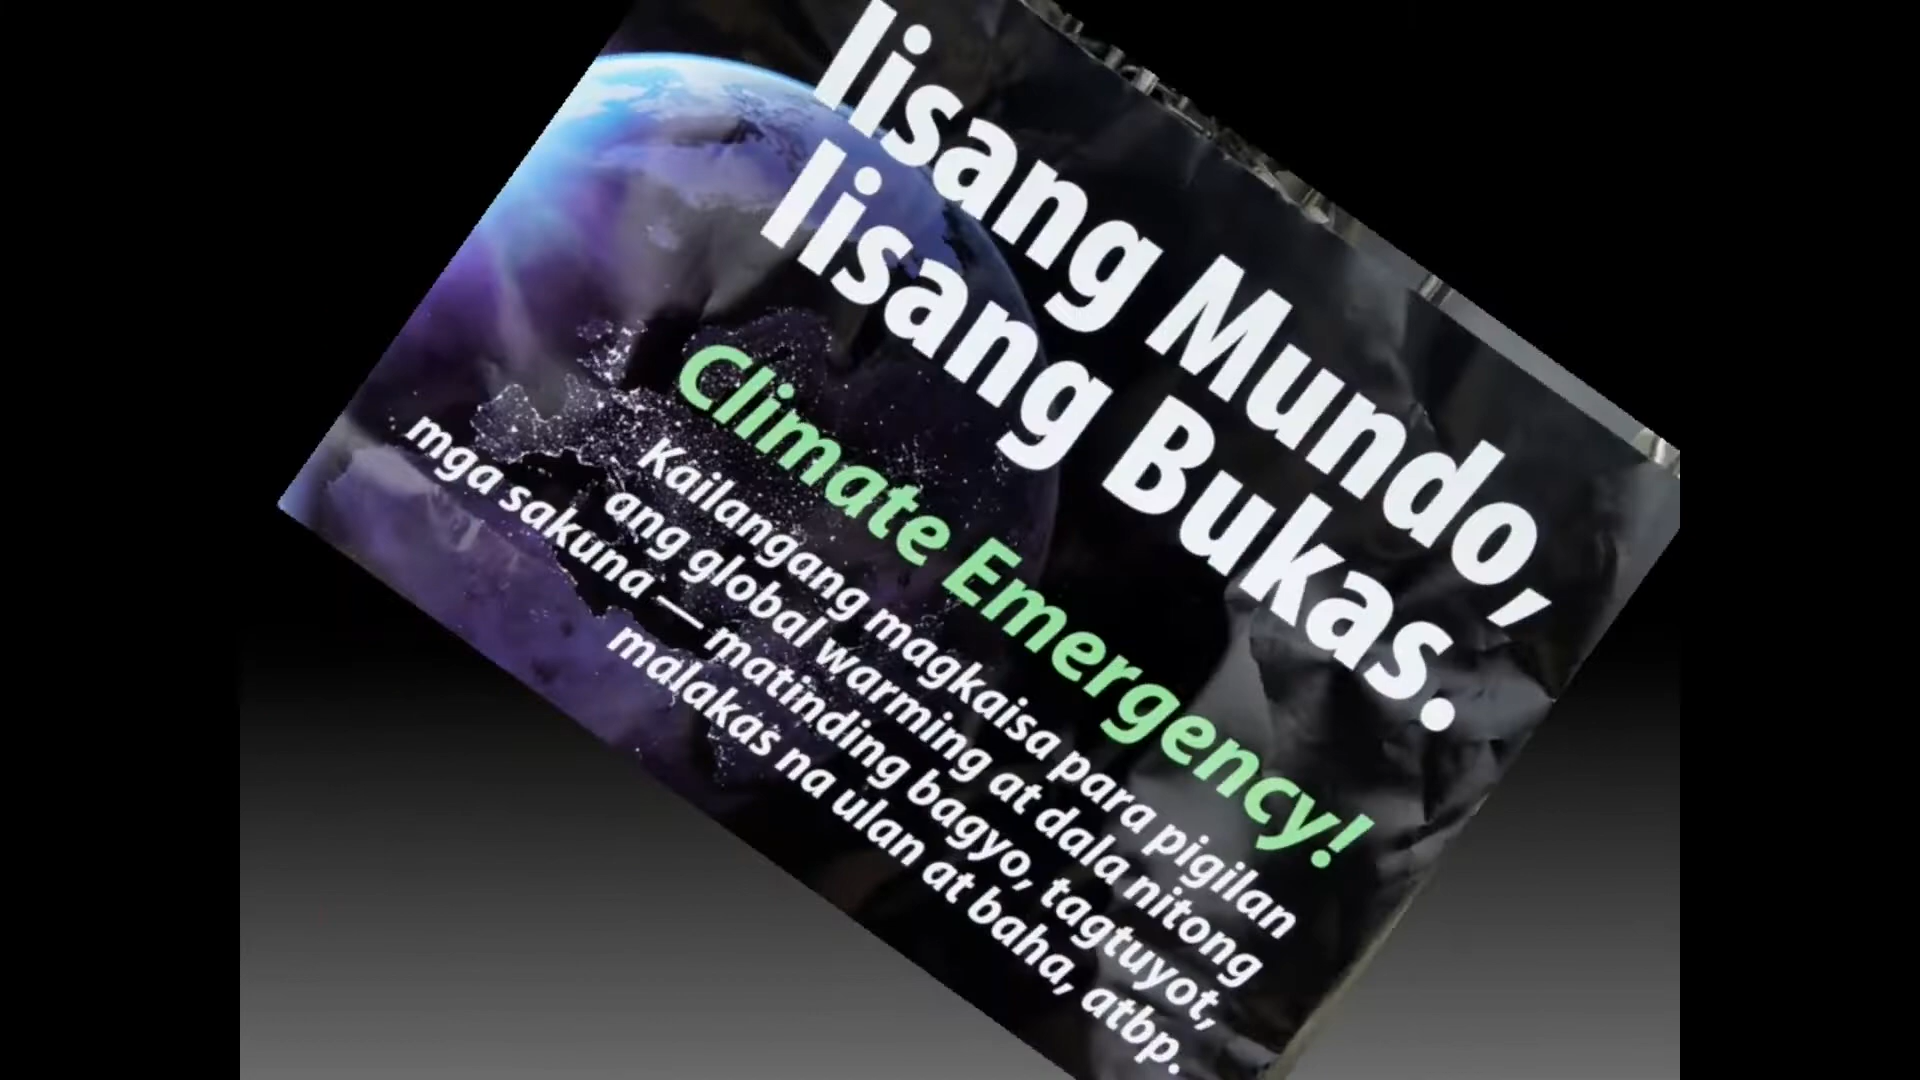 Iisang Mundo,
Iisang Bukas.
Climate Emergency!
Kailangang magkaisa para pigilan
ang global warming at dala nitong
mga sakuna — matinding bagyo, tagtuyot,
malakas na ulan at baha, atbp.